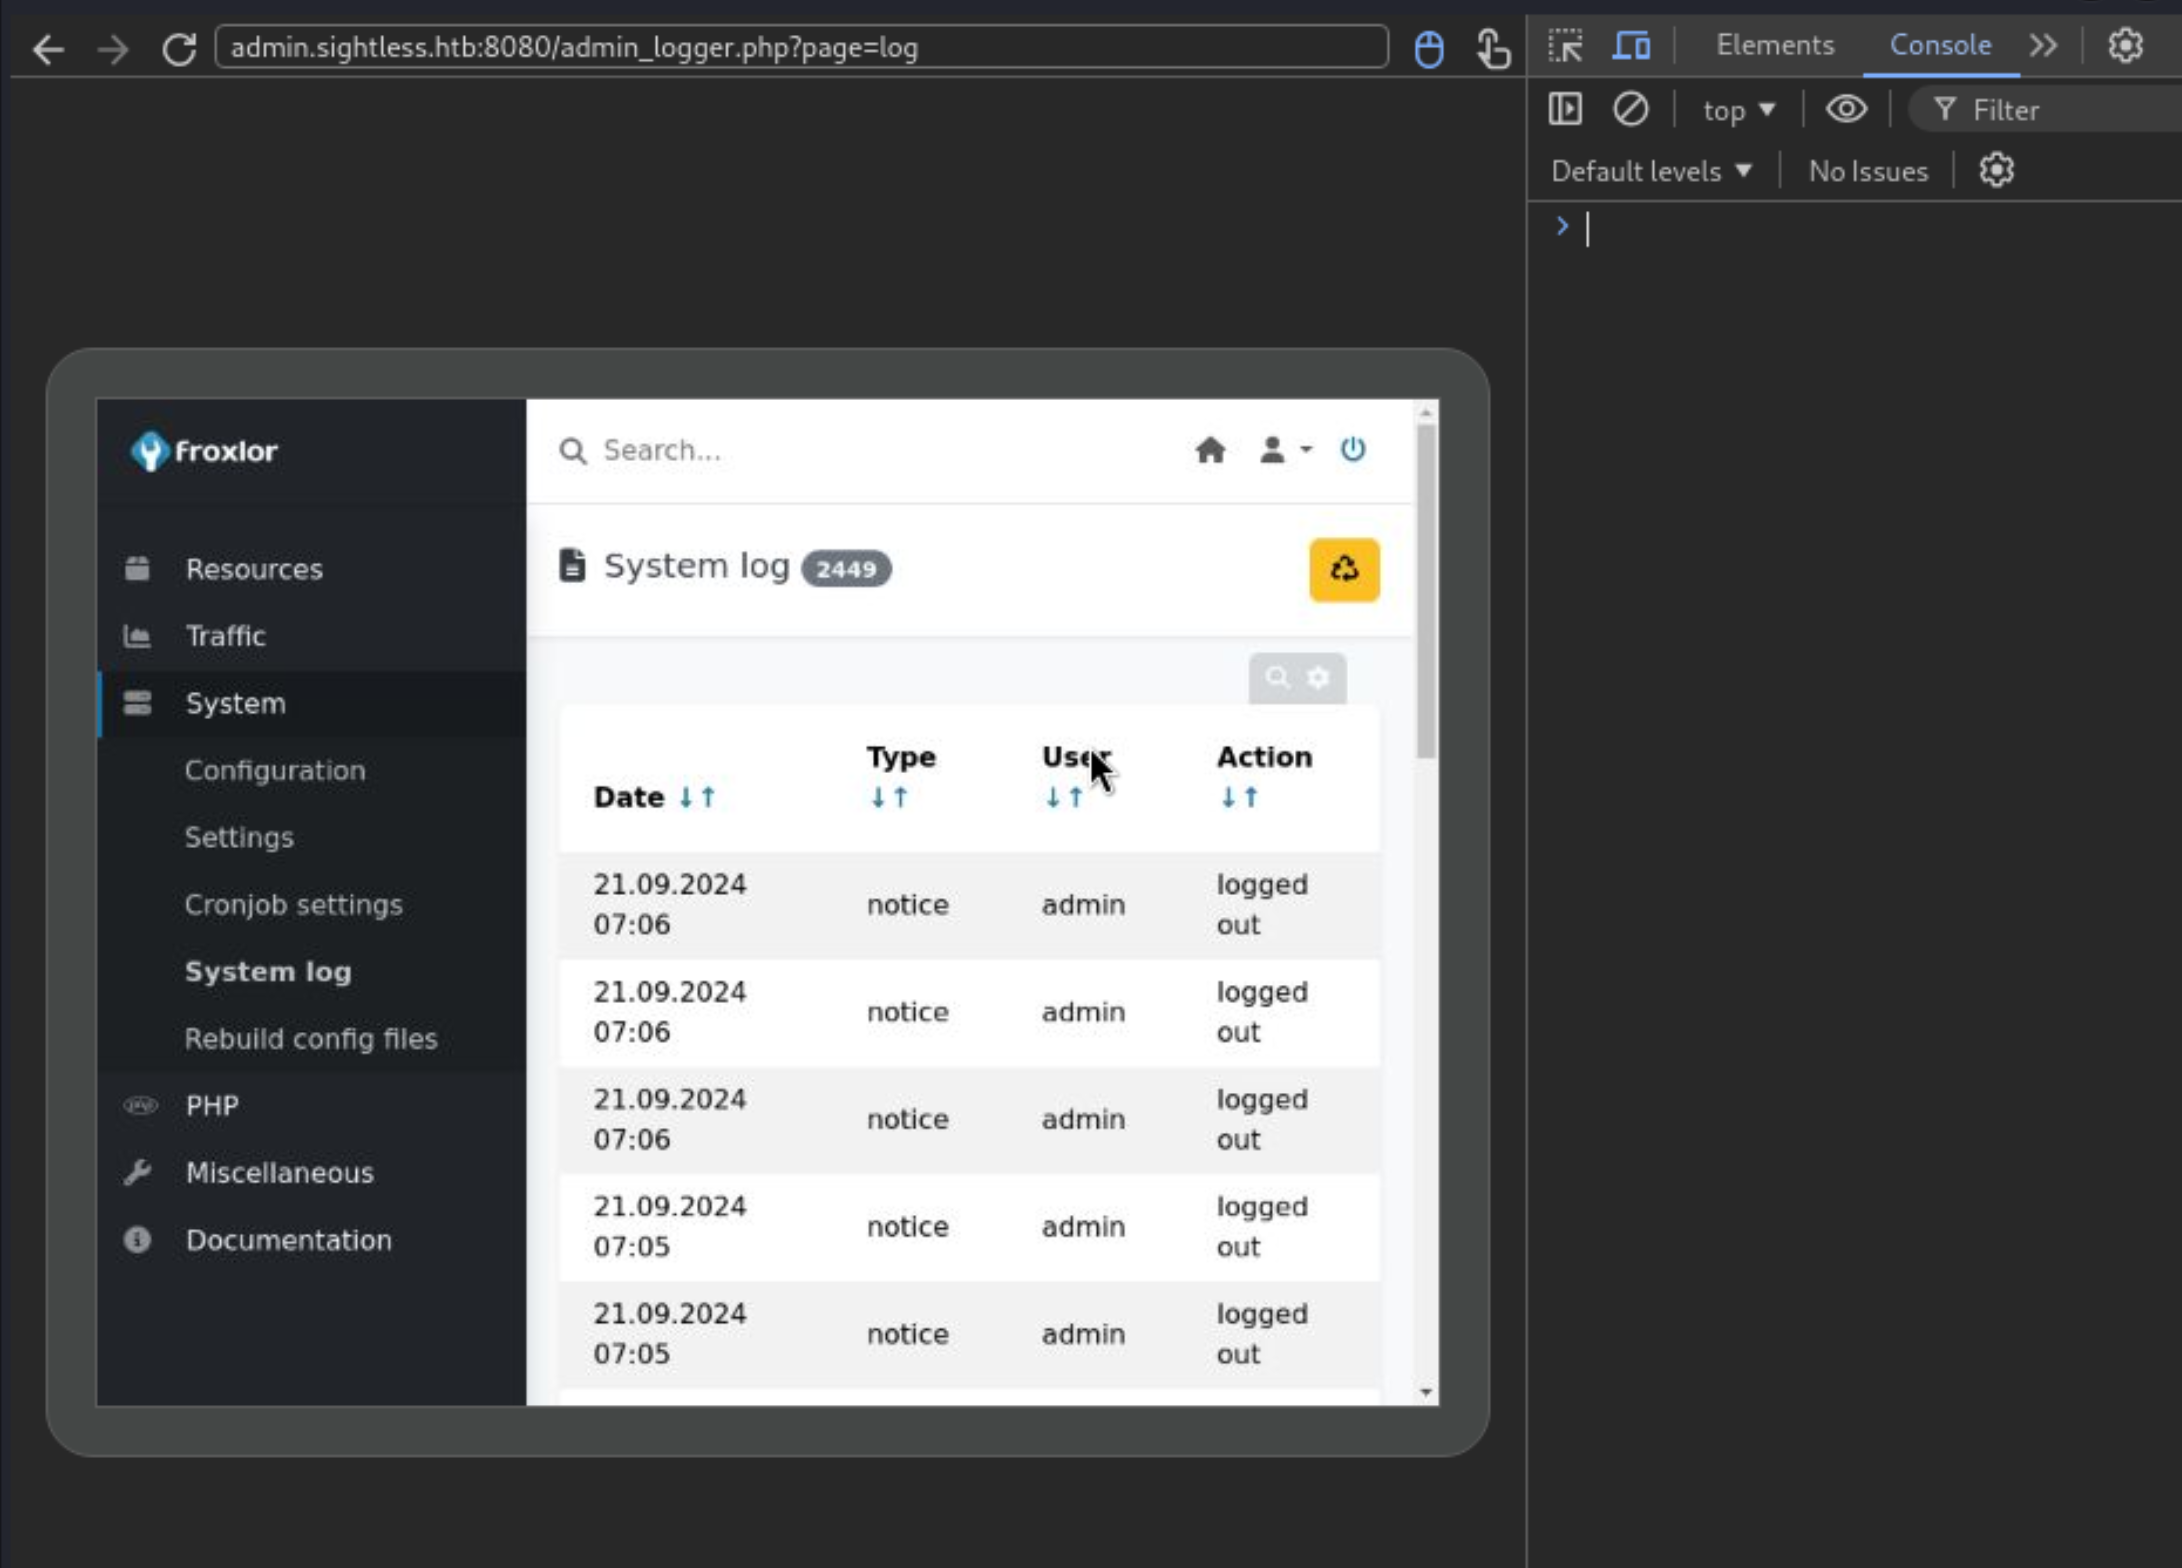 admin.sightless.htb:8080/admin_logger.php?page=log
Elements Console
top Filter
Default levels No Issues
froxlor
Search...
System log 2449
Resources
Traffic
System
Configuration
Settings
Cronjob settings
System log
Rebuild config files
PHP
Miscellaneous
Documentation
Date Type User Action
21.09.2024 07:06 notice admin logged out
21.09.2024 07:06 notice admin logged out
21.09.2024 07:06 notice admin logged out
21.09.2024 07:05 notice admin logged out
21.09.2024 07:05 notice admin logged out